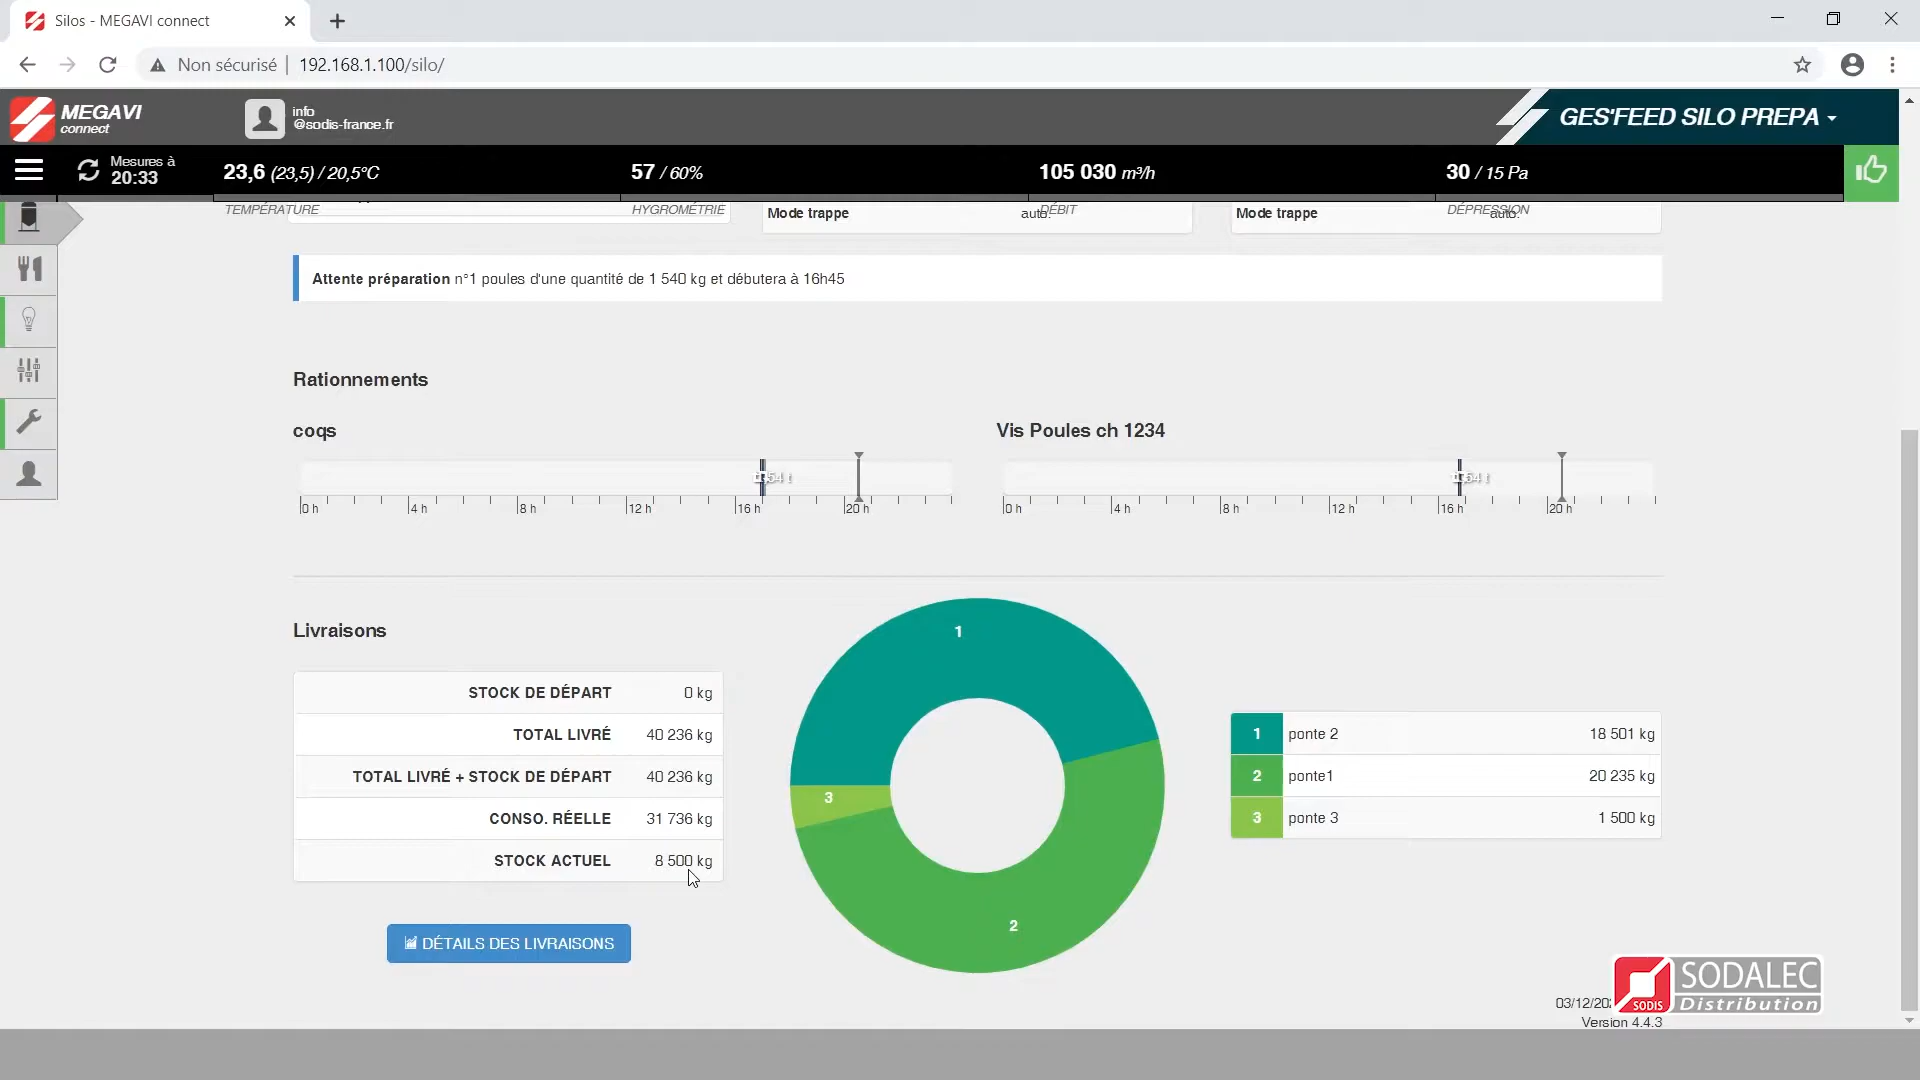 Silos - MEGAVI connect
Non sécurisé 192.168.1.100/silo/
MEGAVI
connect
info
@sodis-france.fr
GES'FEED SILO PREPA
Mesures à
20:33
23,6 (23,5) / 20,5°C
57 / 60%
105 030 m³/h
30 / 15 Pa
TEMPÉRATURE
HYGROMÉTRIE
DÉBIT
DÉPRESSION
Mode trappe auto.
Mode trappe auto.
Attente préparation n°1 poules d'une quantité de 1 540 kg et débutera à 16h45
Rationnements
coqs
Vis Poules ch 1234
0 h 4 h 8 h 12 h 16 h 20 h
0 h 4 h 8 h 12 h 16 h 20 h
Livraisons
STOCK DE DÉPART 0 kg
TOTAL LIVRÉ 40 236 kg
TOTAL LIVRÉ + STOCK DE DÉPART 40 236 kg
CONSO. RÉELLE 31 736 kg
STOCK ACTUEL 8 500 kg
DÉTAILS DES LIVRAISONS
1
2
3
1 ponte 2 18 501 kg
2 ponte1 20 235 kg
3 ponte 3 1 500 kg
SODIS
SODALEC
Distribution
Version 4.4.3